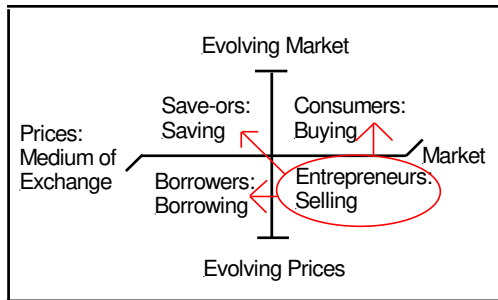 Evolving Market
Save-ors:
Saving
Consumers:
Buying
Prices:
Medium of
Exchange
Market
Borrowers:
Borrowing
Entrepreneurs:
Selling
Evolving Prices